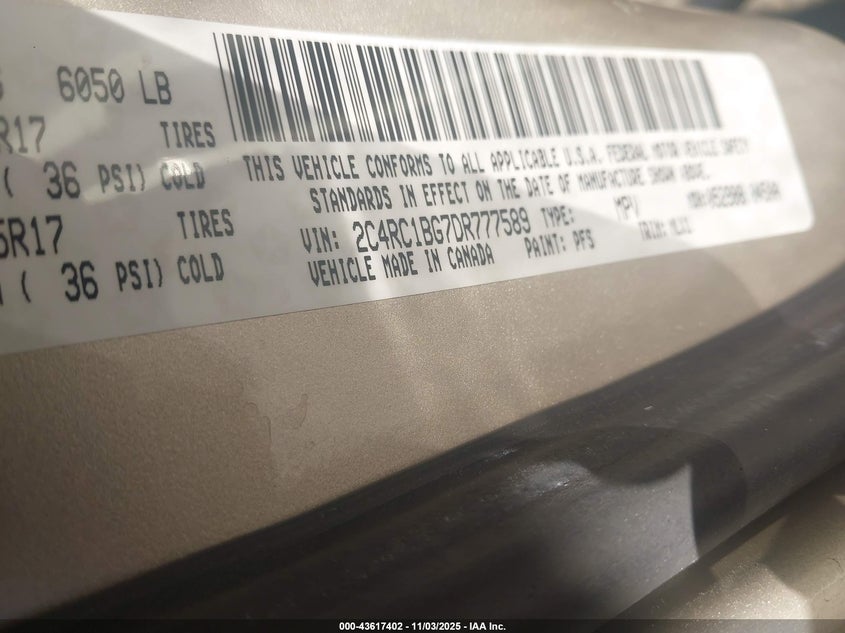 6050 LB
R17 TIRES
( 36 PSI) COLD
5R17 TIRES
( 36 PSI) COLD
THIS VEHICLE CONFORMS TO ALL APPLICABLE U.S.A. FEDERAL MOTOR VEHICLE SAFETY
STANDARDS IN EFFECT ON THE DATE OF MANUFACTURE SHOWN ABOVE.
VIN: 2C4RC1BG7DR777589 TYPE: MPV
VEHICLE MADE IN CANADA PAINT: PFS TRIM:
000-43617402 - 11/03/2025 - IAA Inc.